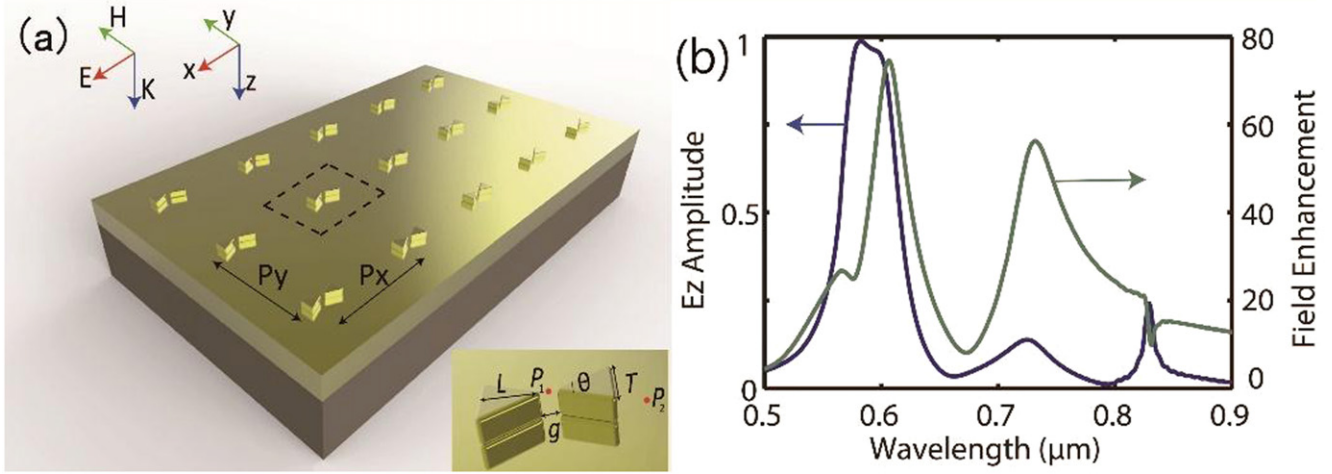 (a)
H
E
K
y
x
z
Py
Px
L
P1
θ
T
P2
g
(b)
1
0.5
0
Ez Amplitude
80
60
40
20
0
Field Enhancement
0.5 0.6 0.7 0.8 0.9
Wavelength (μm)